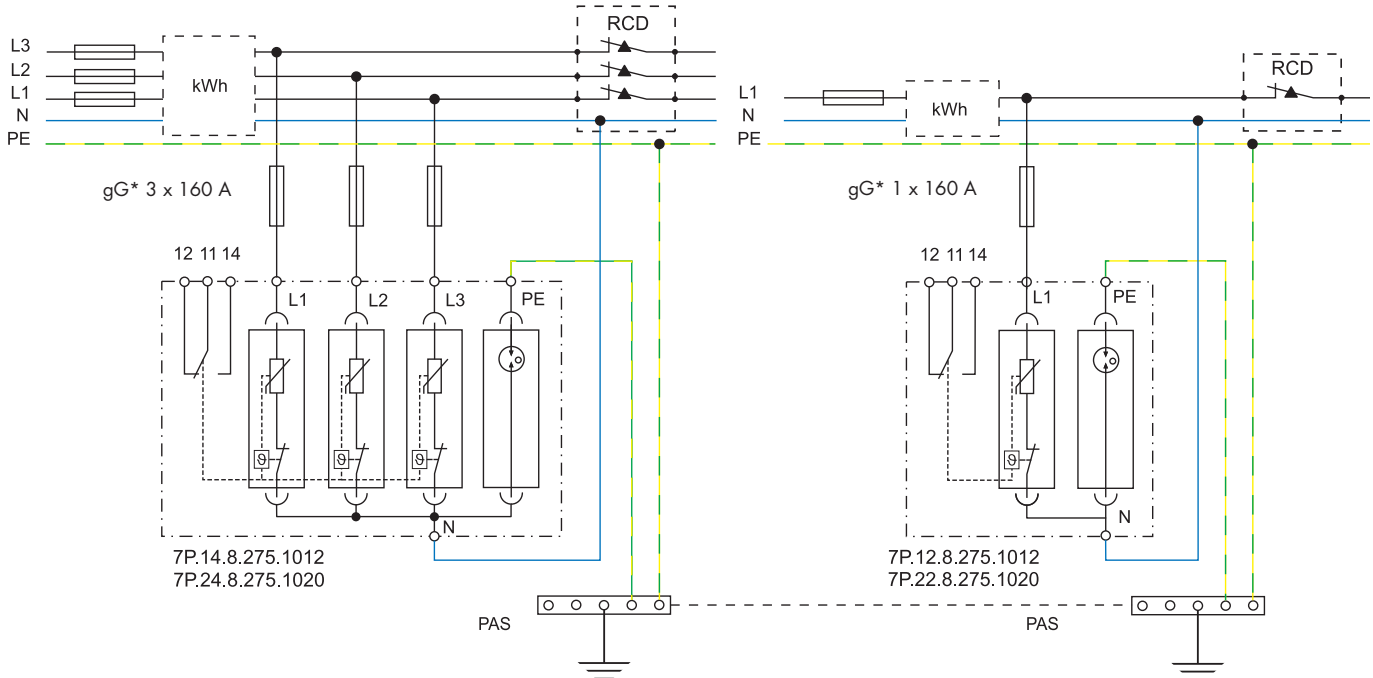 RCD
L3
L2
L1
N
PE
kWh
gG* 3 x 160 A
12 11 14
L1
L2
L3
PE
ϑ
ϑ
ϑ
N
7P.14.8.275.1012
7P.24.8.275.1020
PAS
RCD
L1
N
PE
kWh
gG* 1 x 160 A
12 11 14
L1
PE
ϑ
N
7P.12.8.275.1012
7P.22.8.275.1020
PAS